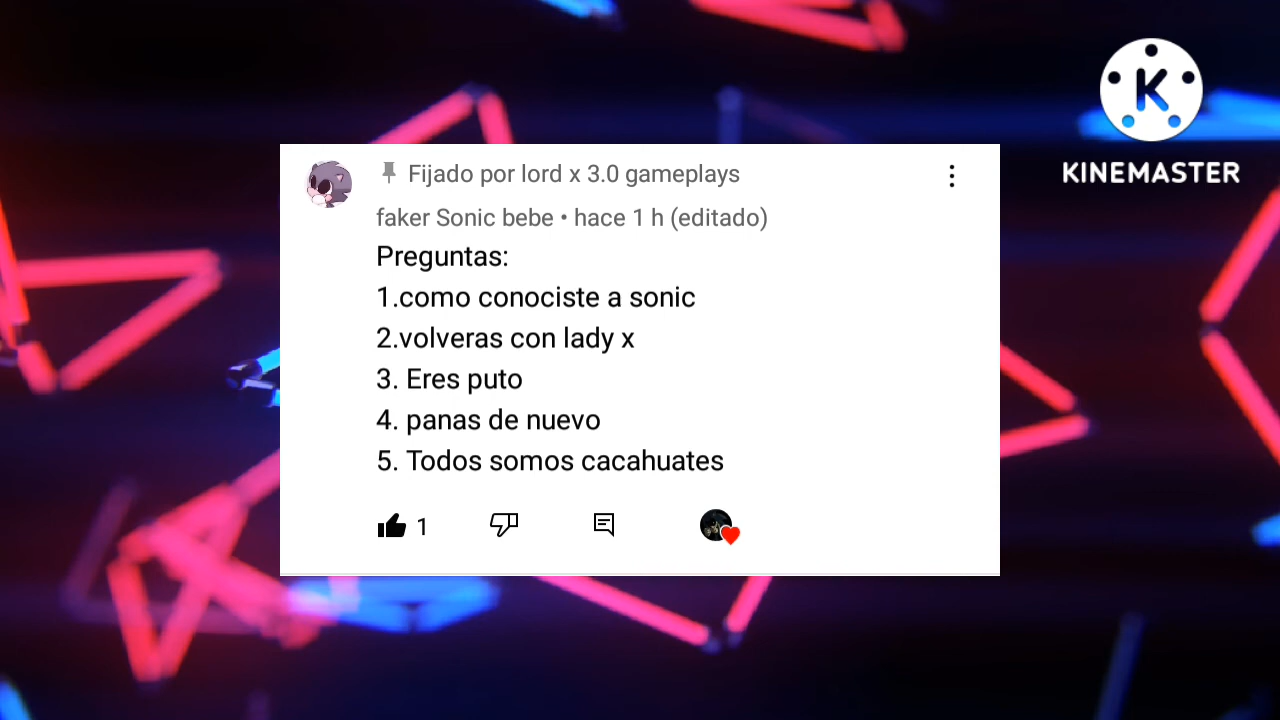 KINEMASTER
Fijado por lord x 3.0 gameplays
faker Sonic bebe • hace 1 h (editado)
Preguntas:
1.como conociste a sonic
2.volveras con lady x
3. Eres puto
4. panas de nuevo
5. Todos somos cacahuates
1